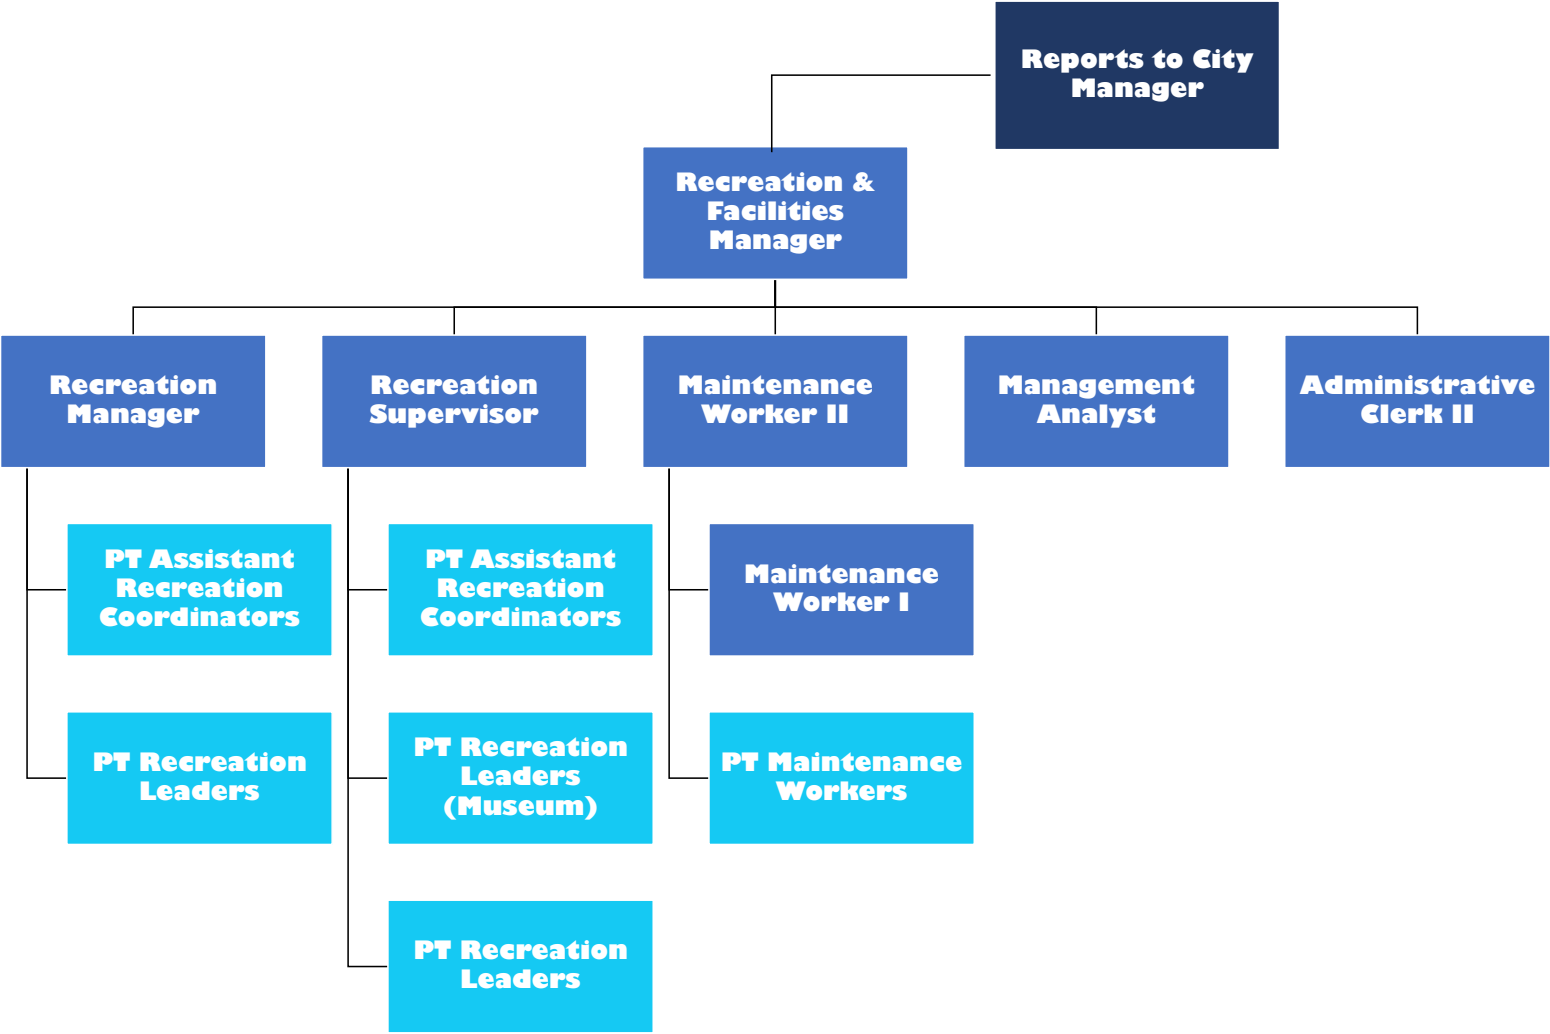 Reports to City
Manager
Recreation &
Facilities
Manager
Recreation
Manager
Recreation
Supervisor
Maintenance
Worker II
Management
Analyst
Administrative
Clerk II
PT Assistant
Recreation
Coordinators
PT Assistant
Recreation
Coordinators
Maintenance
Worker I
PT Recreation
Leaders
PT Recreation
Leaders
(Museum)
PT Maintenance
Workers
PT Recreation
Leaders